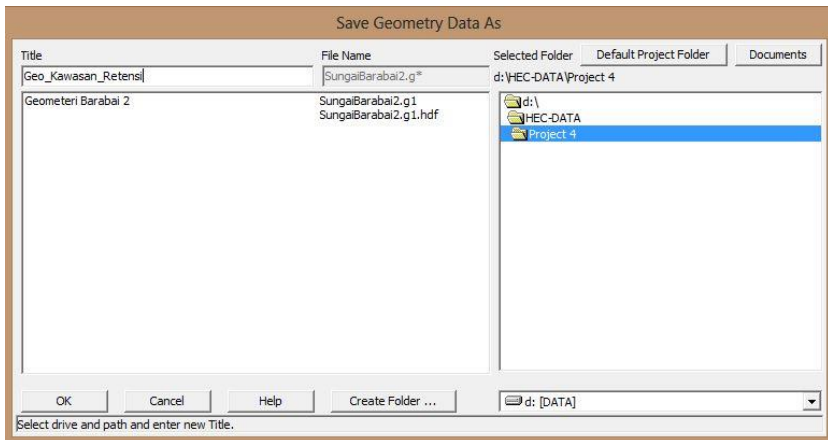 Save Geometry Data As
Title
File Name
Selected Folder
Default Project Folder
Documents
Geo_Kawasan_Retensi
SungaiBarabai2.g*
d:\HEC-DATA\Project 4
Geometeri Barabai 2
SungaiBarabai2.g1
SungaiBarabai2.g1.hdf
d:\
HEC-DATA
Project 4
OK
Cancel
Help
Create Folder ...
d: [DATA]
Select drive and path and enter new Title.